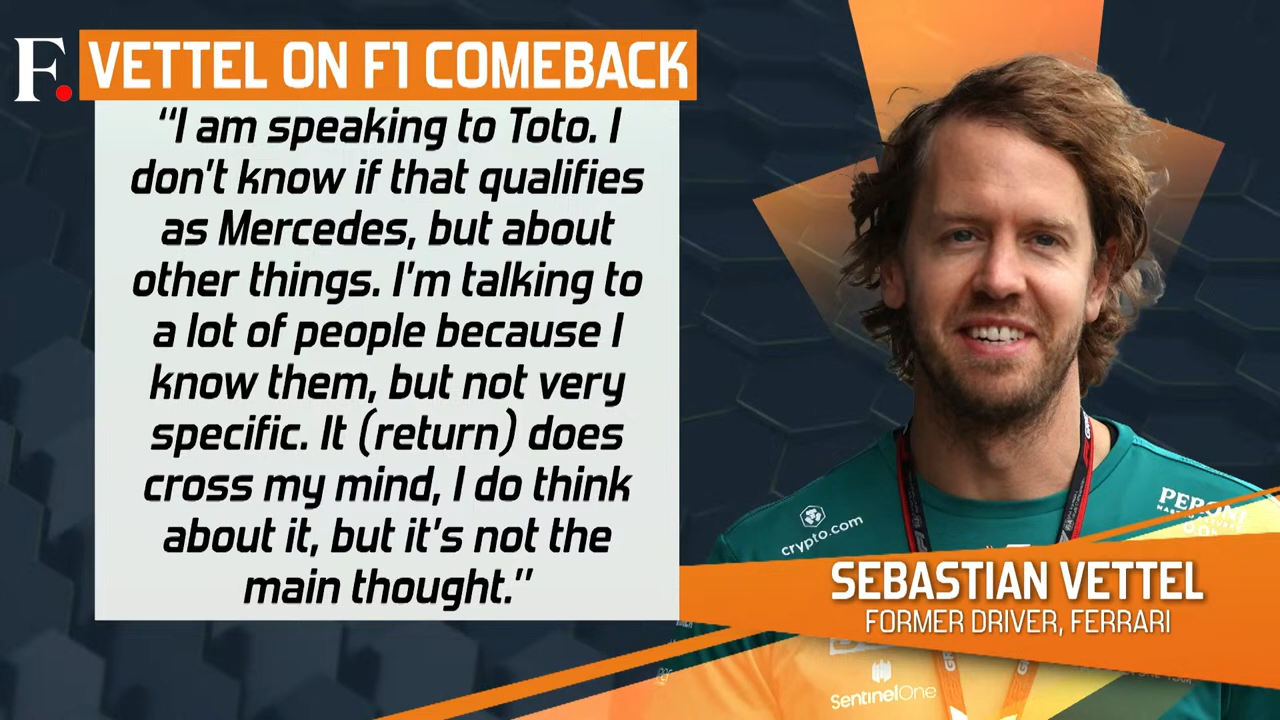 F.
VETTEL ON F1 COMEBACK
“I am speaking to Toto. I
don't know if that qualifies
as Mercedes, but about
other things. I'm talking to
a lot of people because I
know them, but not very
specific. It (return) does
cross my mind, I do think
about it, but it's not the
main thought.”
crypto.com
PERONI
SEBASTIAN VETTEL
FORMER DRIVER, FERRARI
SentinelOne